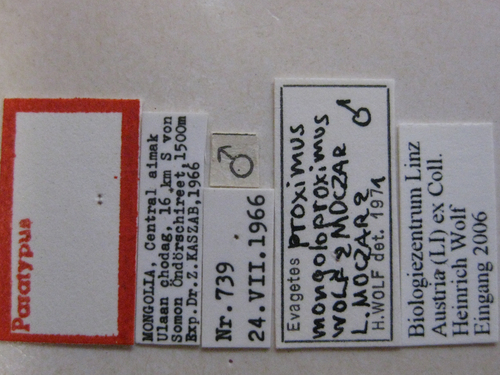 Paratypus
MONGOLIA, Central aimak
Ulaan chodag, 16 km S von
Somon Öndörschireet, 1500m
Exp.Dr.Z.KASZAB,1966
♂
Nr.739
24.VII.1966
Evagetes proximus
mongoloproximus
WOLF & MOCZAR ♂
L. MOCZAR &
H.WOLF det. 1971
Biologiezentrum Linz
Austria (LI) ex Coll.
Heinrich Wolf
Eingang 2006